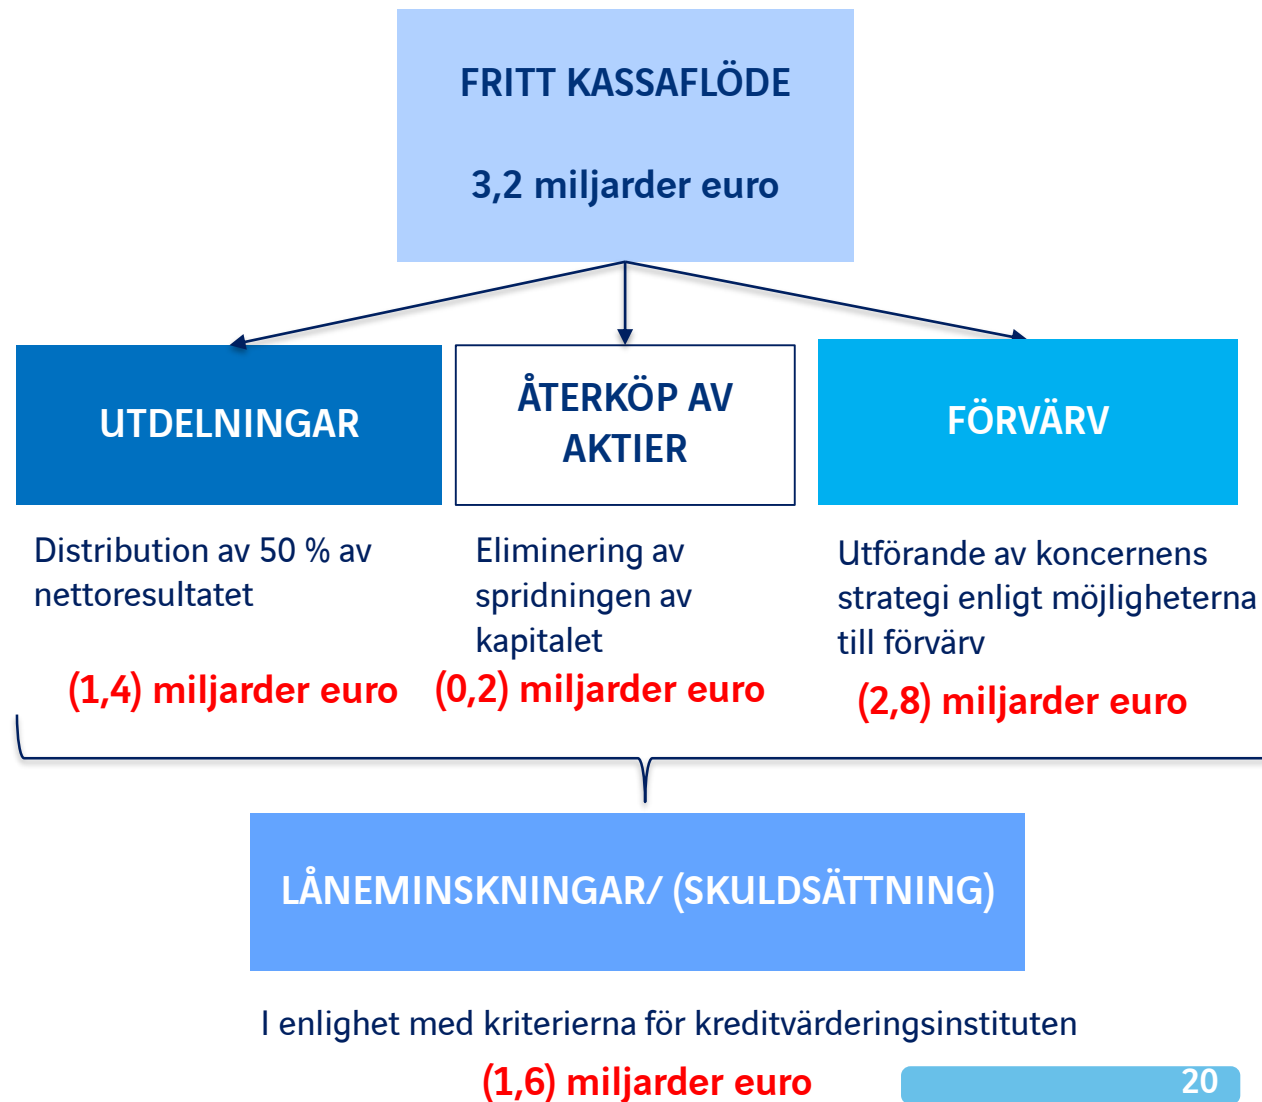 FRITT KASSAFLÖDE
3,2 miljarder euro
UTDELNINGAR
ÅTERKÖP AV
AKTIER
FÖRVÄRV
Distribution av 50 % av
nettoresultatet
(1,4) miljarder euro
Eliminering av
spridningen av
kapitalet
(0,2) miljarder euro
Utförande av koncernens
strategi enligt möjligheterna
till förvärv
(2,8) miljarder euro
LÅNEMINSKNINGAR/ (SKULDSÄTTNING)
I enlighet med kriterierna för kreditvärderingsinstituten
(1,6) miljarder euro
20